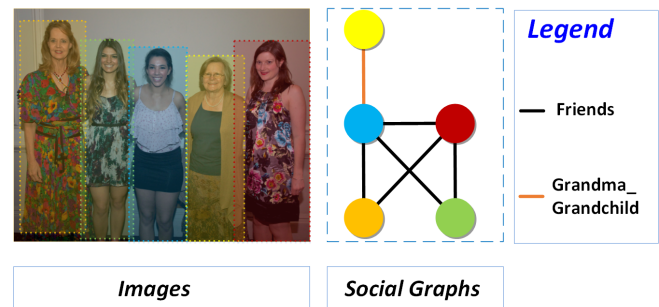 Legend
Friends
Grandma_
Grandchild
Images
Social Graphs